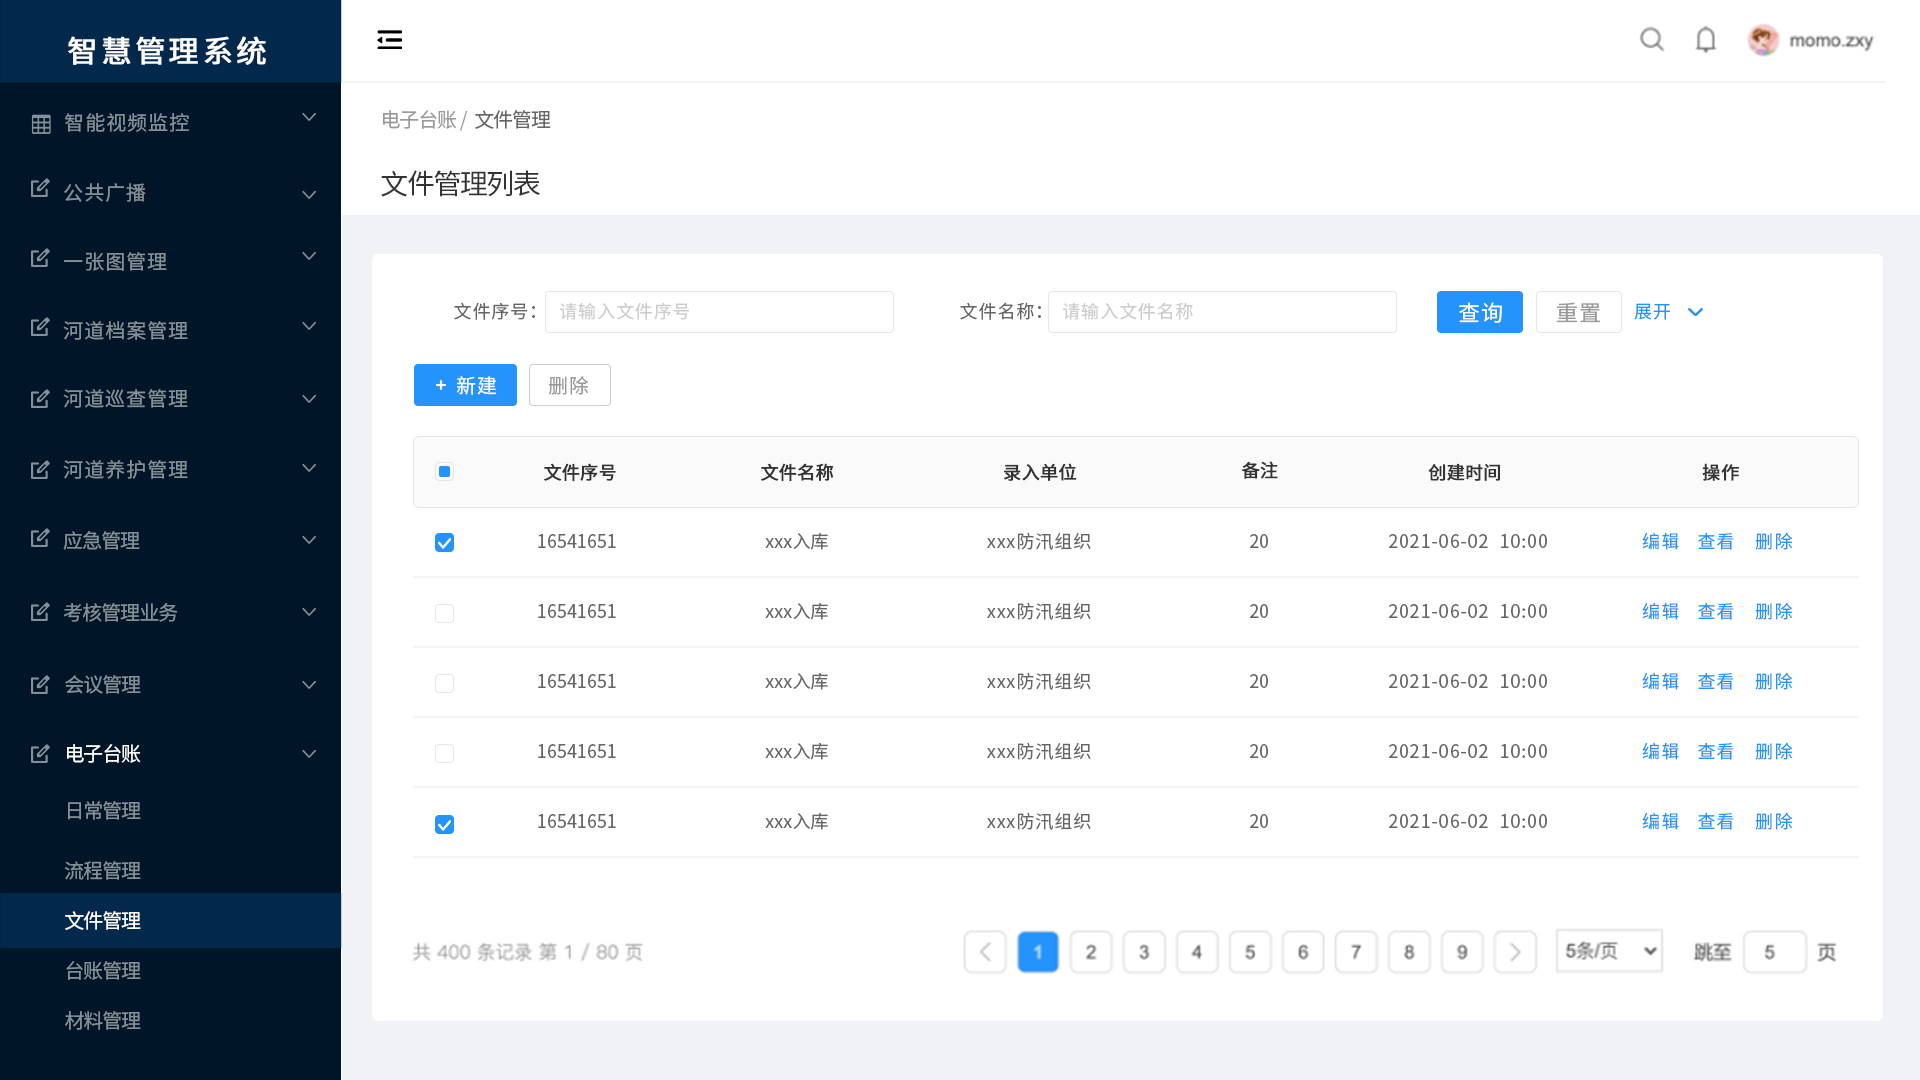 智慧管理系统
智能视频监控
公共广播
一张图管理
河道档案管理
河道巡查管理
河道养护管理
应急管理
考核管理业务
会议管理
电子台账
日常管理
流程管理
文件管理
台账管理
材料管理
momo.zxy
电子台账 / 文件管理
文件管理列表
文件序号： 请输入文件序号 文件名称： 请输入文件名称 查询 重置 展开
+ 新建 删除
文件序号 文件名称 录入单位 备注 创建时间 操作
16541651 xxx入库 xxx防汛组织 20 2021-06-02 10:00 编辑 查看 删除
16541651 xxx入库 xxx防汛组织 20 2021-06-02 10:00 编辑 查看 删除
16541651 xxx入库 xxx防汛组织 20 2021-06-02 10:00 编辑 查看 删除
16541651 xxx入库 xxx防汛组织 20 2021-06-02 10:00 编辑 查看 删除
16541651 xxx入库 xxx防汛组织 20 2021-06-02 10:00 编辑 查看 删除
共 400 条记录 第 1 / 80 页 1 2 3 4 5 6 7 8 9 5条/页 跳至 5 页